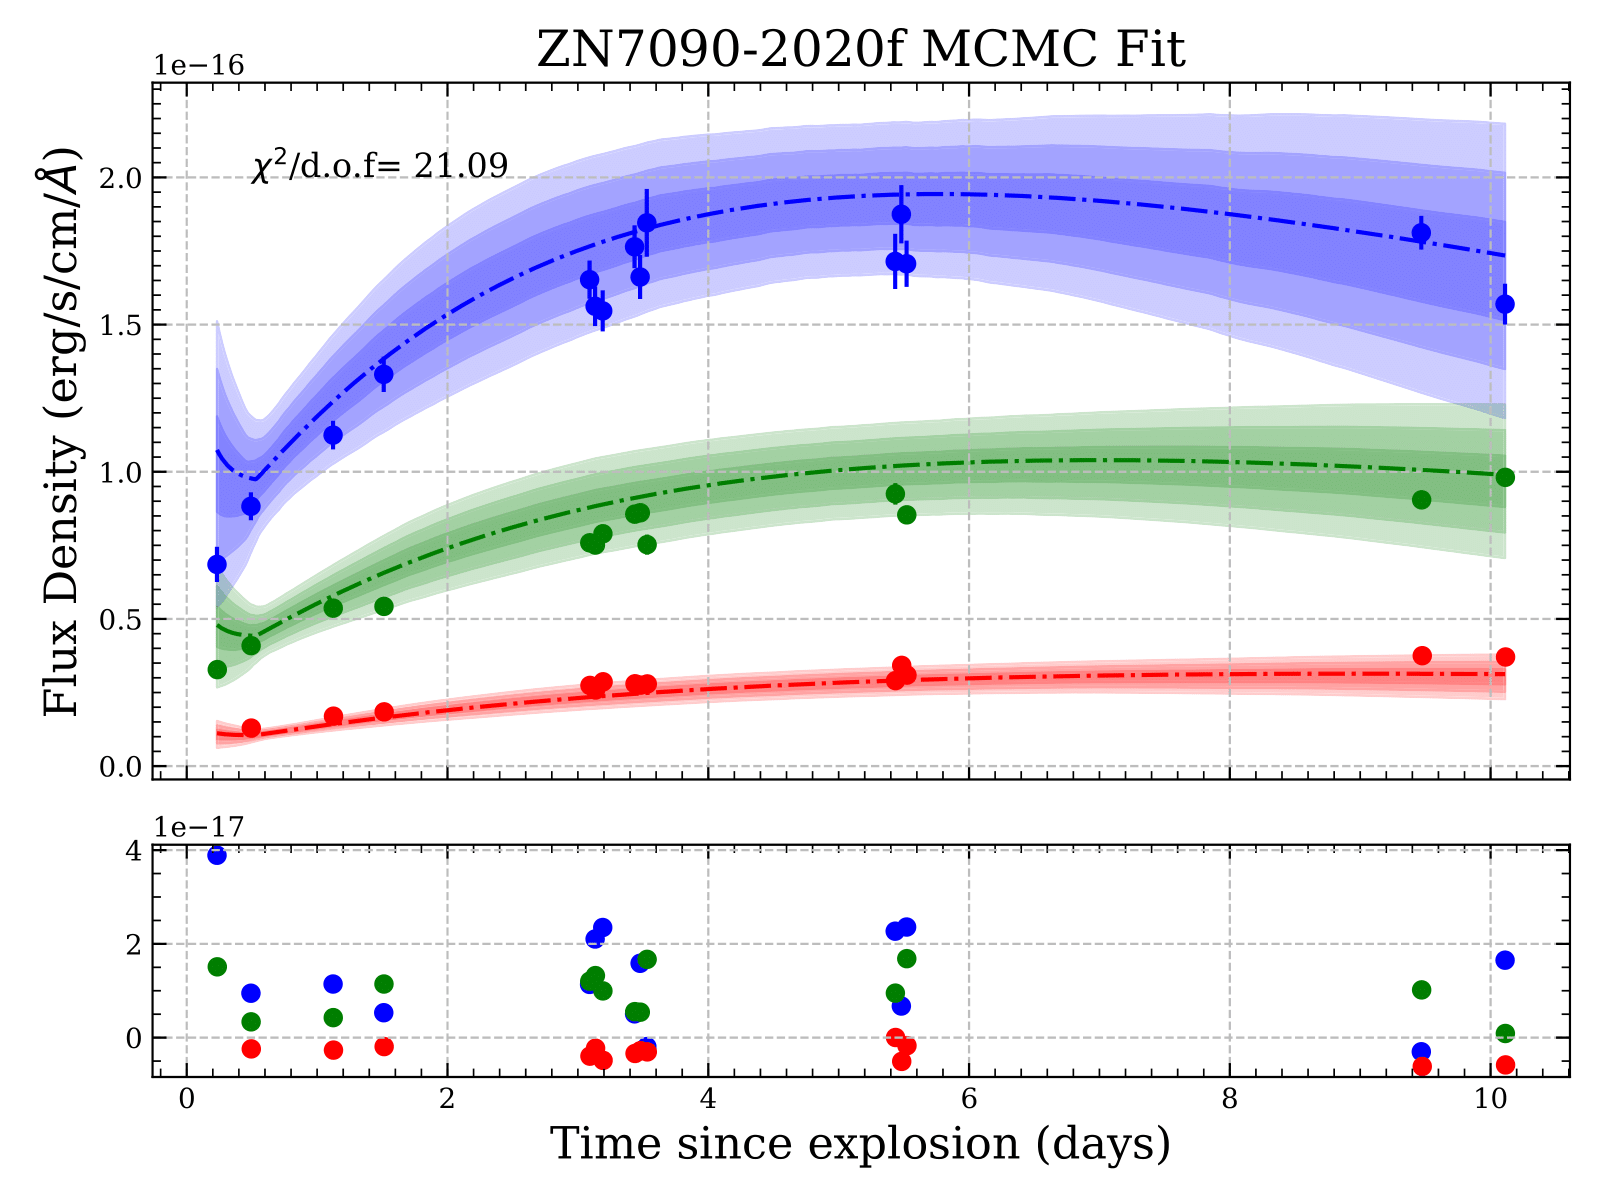 ZN7090-2020f MCMC Fit
1e−16
χ²/d.o.f= 21.09
2.0
1.5
1.0
0.5
0.0
Flux Density (erg/s/cm/Å)
1e−17
4
2
0
0 2 4 6 8 10
Time since explosion (days)